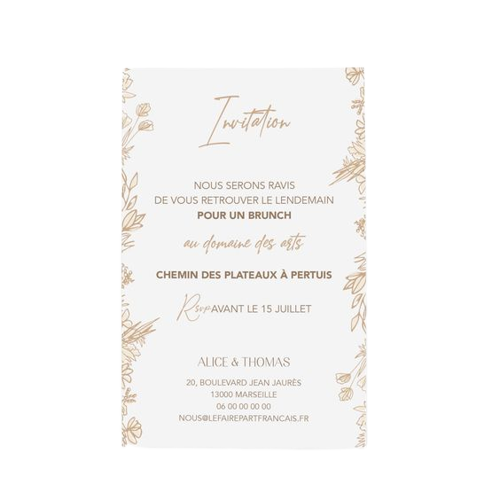 Invitation
NOUS SERONS RAVIS
DE VOUS RETROUVER LE LENDEMAIN
POUR UN BRUNCH
au domaine des arts
CHEMIN DES PLATEAUX À PERTUIS
Rsvp AVANT LE 15 JUILLET
ALICE & THOMAS
20, BOULEVARD JEAN JAURÈS
13000 MARSEILLE
06 00 00 00 00
NOUS@LEFAIREPARTFRANCAIS.FR